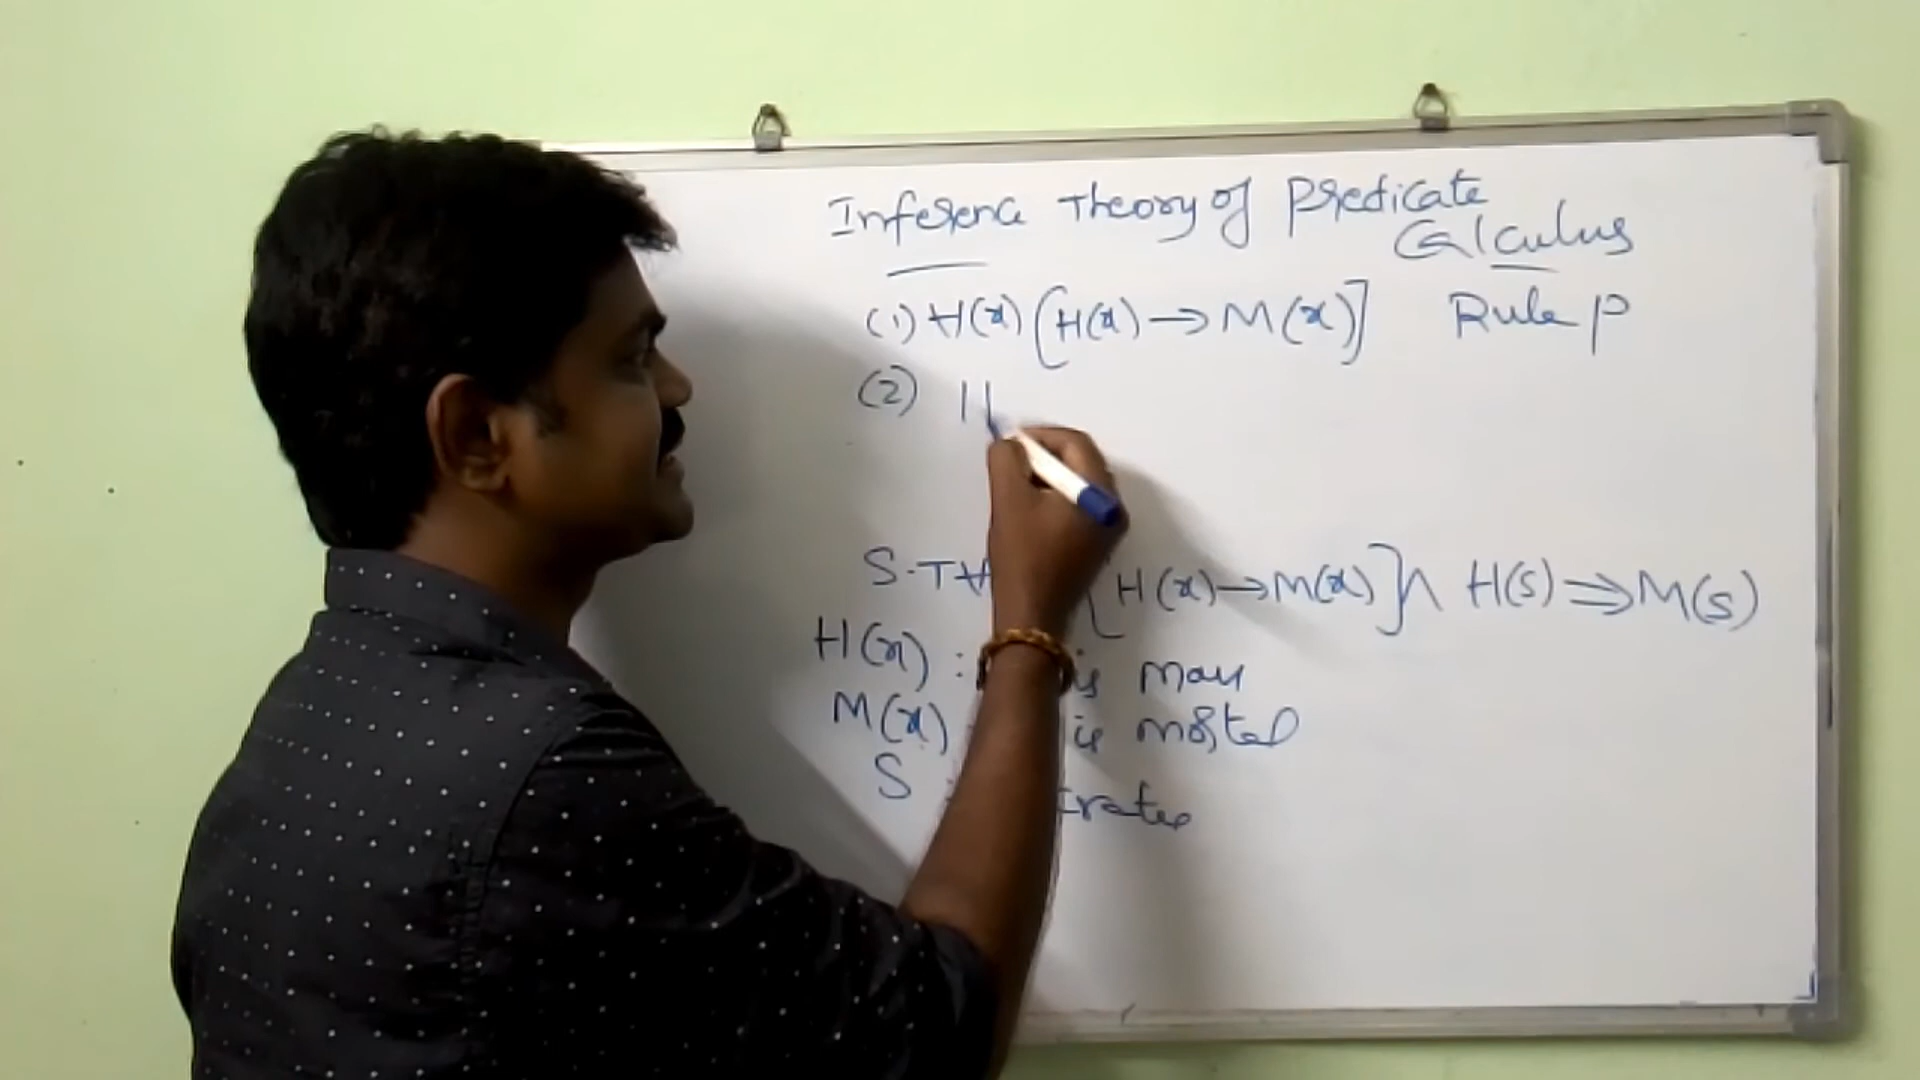 Inference Theory of Predicate
Calculus
(1) H(x) [H(x) → M(x)] Rule P
(2)
S.T [H(x) → M(x)] ∧ H(s) ⇒ M(s)
H(x) : is man
M(x) is mortal
S